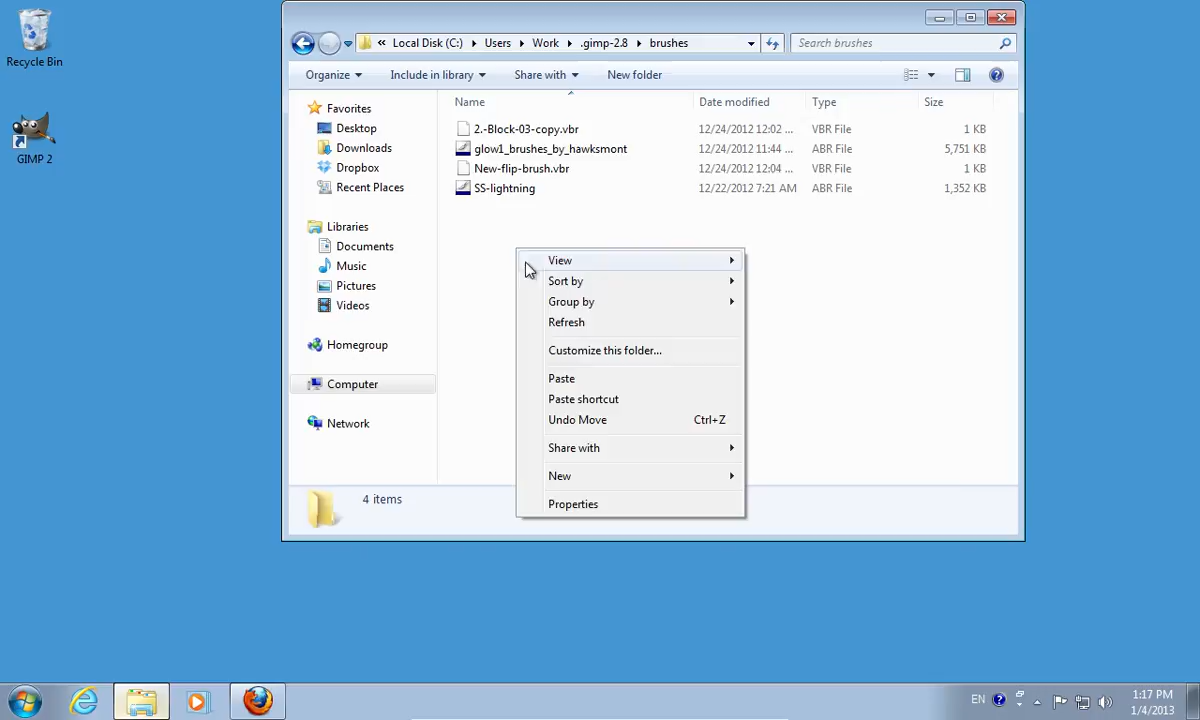 Recycle Bin
GIMP 2
« Local Disk (C:) Users Work .gimp-2.8 brushes
Search brushes
Organize Include in library Share with New folder
Name Date modified Type Size
Favorites
Desktop
Downloads
Dropbox
Recent Places
Libraries
Documents
Music
Pictures
Videos
Homegroup
Computer
Network
2.-Block-03-copy.vbr 12/24/2012 12:02 ... VBR File 1 KB
glow1_brushes_by_hawksmont 12/24/2012 11:44 ... ABR File 5,751 KB
New-flip-brush.vbr 12/24/2012 12:04 ... VBR File 1 KB
SS-lightning 12/22/2012 7:21 AM ABR File 1,352 KB
View
Sort by
Group by
Refresh
Customize this folder...
Paste
Paste shortcut
Undo Move Ctrl+Z
Share with
New
Properties
4 items
EN
1:17 PM
1/4/2013